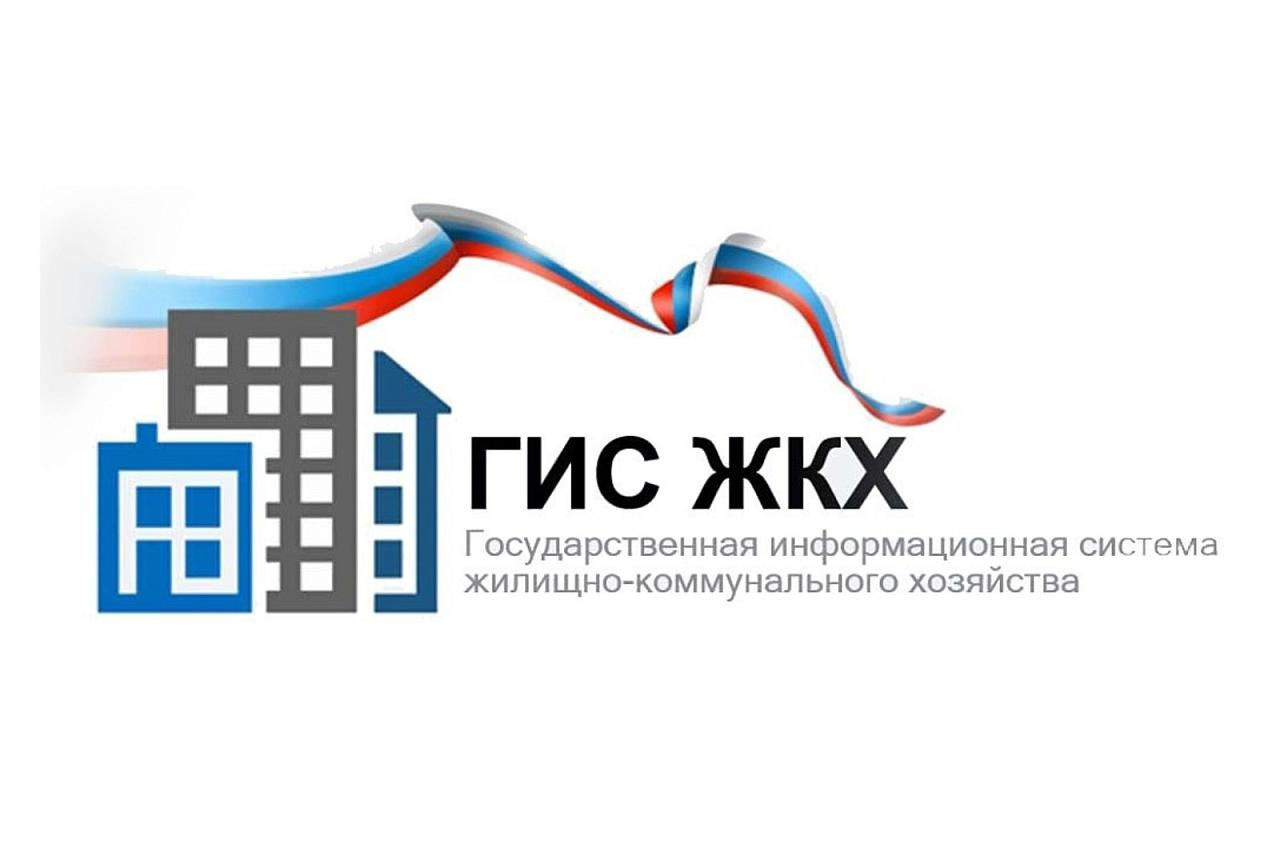 ГИС ЖКХ
Государственная информационная система
жилищно-коммунального хозяйства